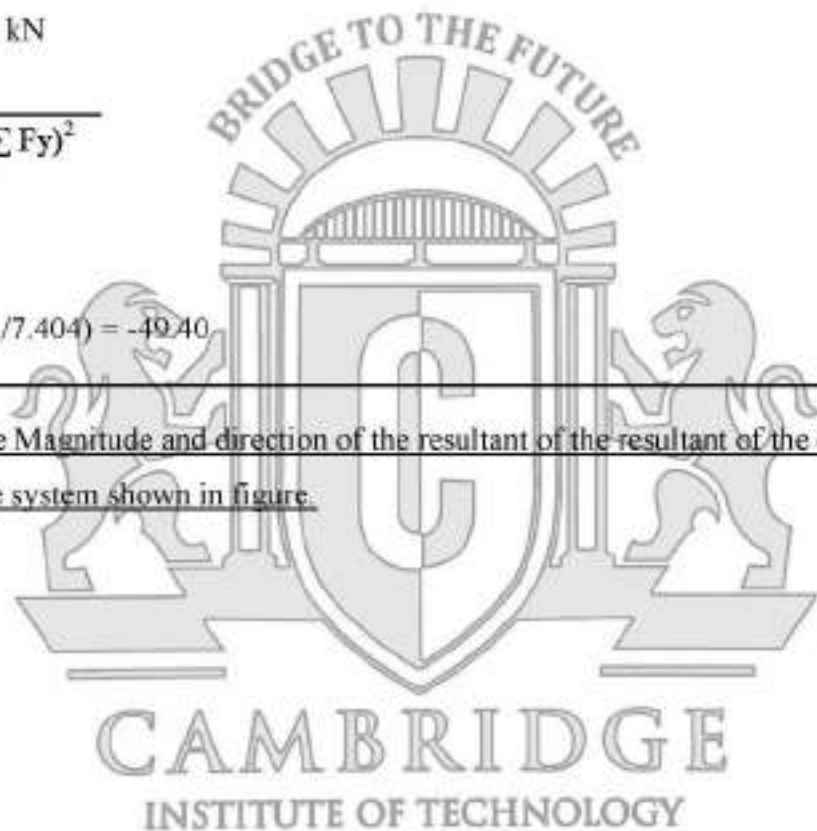 kN
BRIDGE TO THE FUTURE
∑ Fy)²
/7.404) = -49.40
e Magnitude and direction of the resultant of the resultant of the
e system shown in figure.
C
CAMBRIDGE
INSTITUTE OF TECHNOLOGY